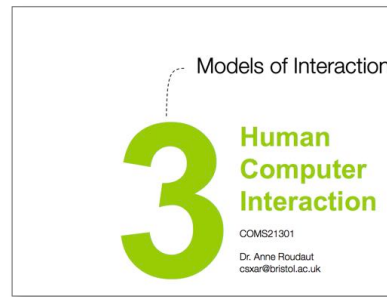 Models of Interaction
3
Human
Computer
Interaction
COMS21301
Dr. Anne Roudaut
csxar@bristol.ac.uk